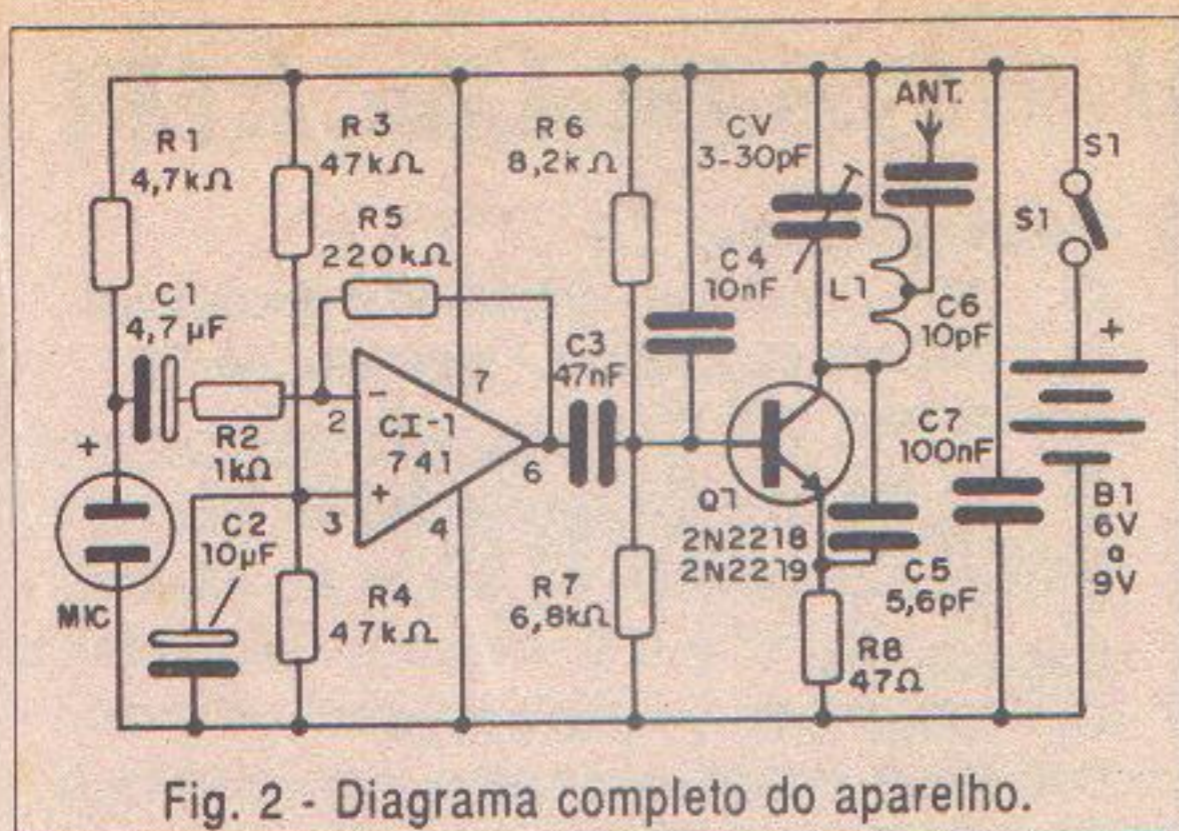 R1
4,7kΩ
R3
47kΩ
R5
220kΩ
C1
4,7µF
R2
1kΩ
+
MIC
C2
10µF
R4
47kΩ
-
2
CI-1
741
+
3
7
4
6
C3
47nF
R6
8,2kΩ
R7
6,8kΩ
C4
10nF
CV
3-30pF
L1
ANT.
C6
10pF
Q1
2N2218
2N2219
C5
5,6pF
R8
47Ω
C7
100nF
S1
S1
+
B1
6V
a
9V
Fig. 2 - Diagrama completo do aparelho.